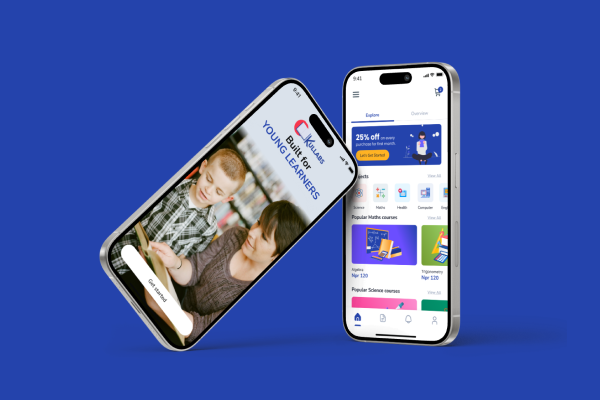 9:41
KULLABS
Built for
YOUNG LEARNERS
Get started
9:41
2
Explore
Overview
25% off on every
purchase for first month.
Let's Get Started
View All
Science
Maths
Health
Computer
Popular Maths courses
View All
Algebra
Npr 120
Trigonometry
Npr 120
Popular Science courses
View All